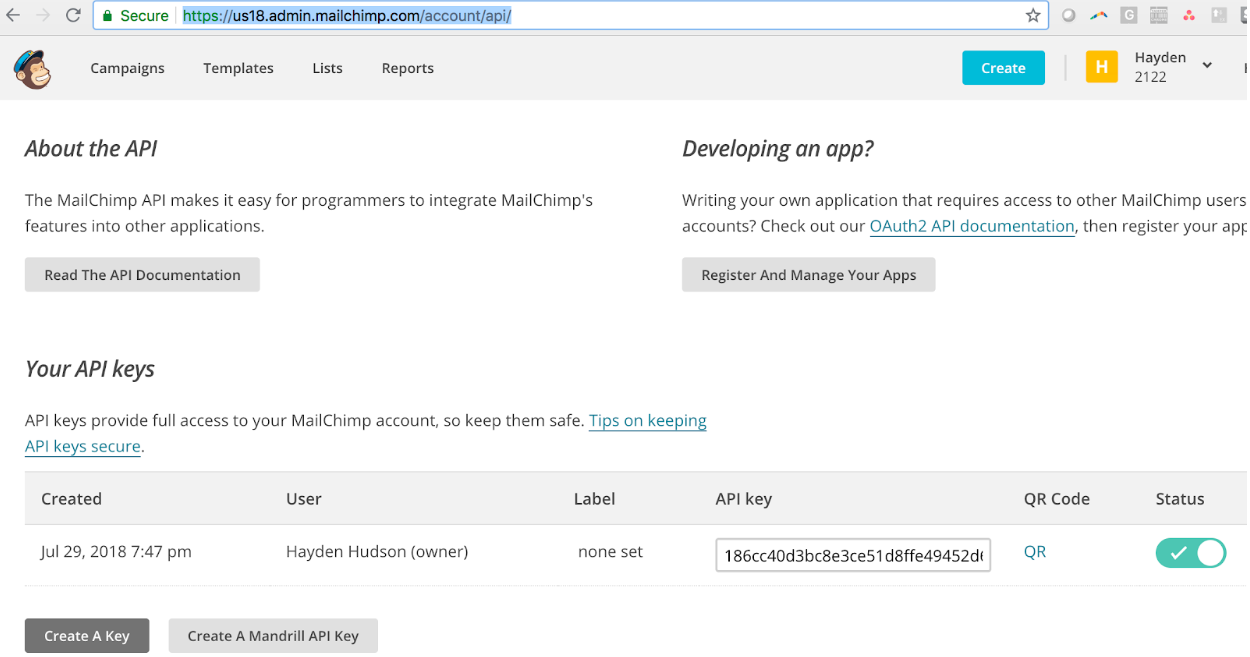 Secure https://us18.admin.mailchimp.com/account/api/
G
Campaigns Templates Lists Reports Create H Hayden
2122
About the API
The MailChimp API makes it easy for programmers to integrate MailChimp's
features into other applications.
Read The API Documentation
Developing an app?
Writing your own application that requires access to other MailChimp users
accounts? Check out our OAuth2 API documentation, then register your app
Register And Manage Your Apps
Your API keys
API keys provide full access to your MailChimp account, so keep them safe. Tips on keeping
API keys secure.
Created User Label API key QR Code Status
Jul 29, 2018 7:47 pm Hayden Hudson (owner) none set 186cc40d3bc8e3ce51d8ffe49452d QR
Create A Key Create A Mandrill API Key